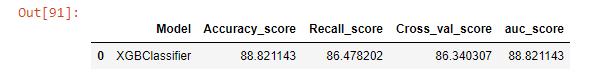 Out[91]:
Model Accuracy_score Recall_score Cross_val_score auc_score
0 XGBClassifier 88.821143 86.478202 86.340307 88.821143